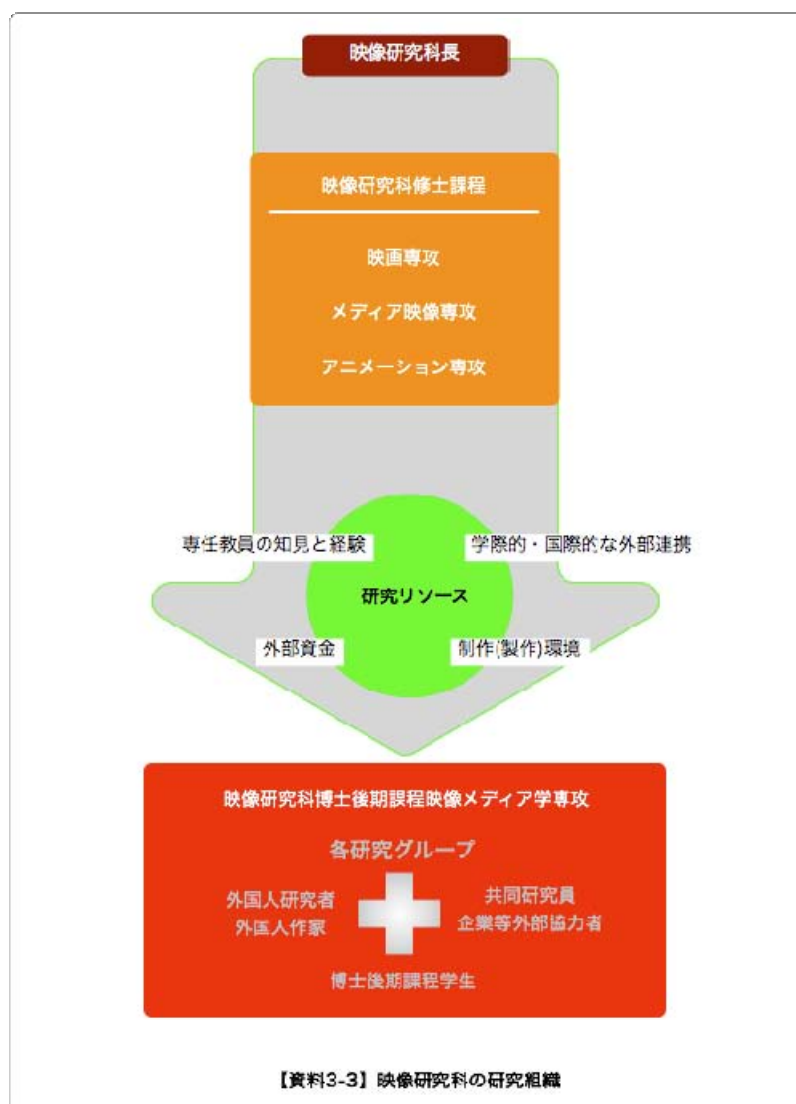 映像研究科長
映像研究科修士課程
映画専攻
メディア映像専攻
アニメーション専攻
専任教員の知見と経験
学際的・国際的な外部連携
研究リソース
外部資金
制作(製作)環境
映像研究科博士後期課程映像メディア学専攻
各研究グループ
外国人研究者
外国人作家
共同研究員
企業等外部協力者
博士後期課程学生
【資料3-3】映像研究科の研究組織